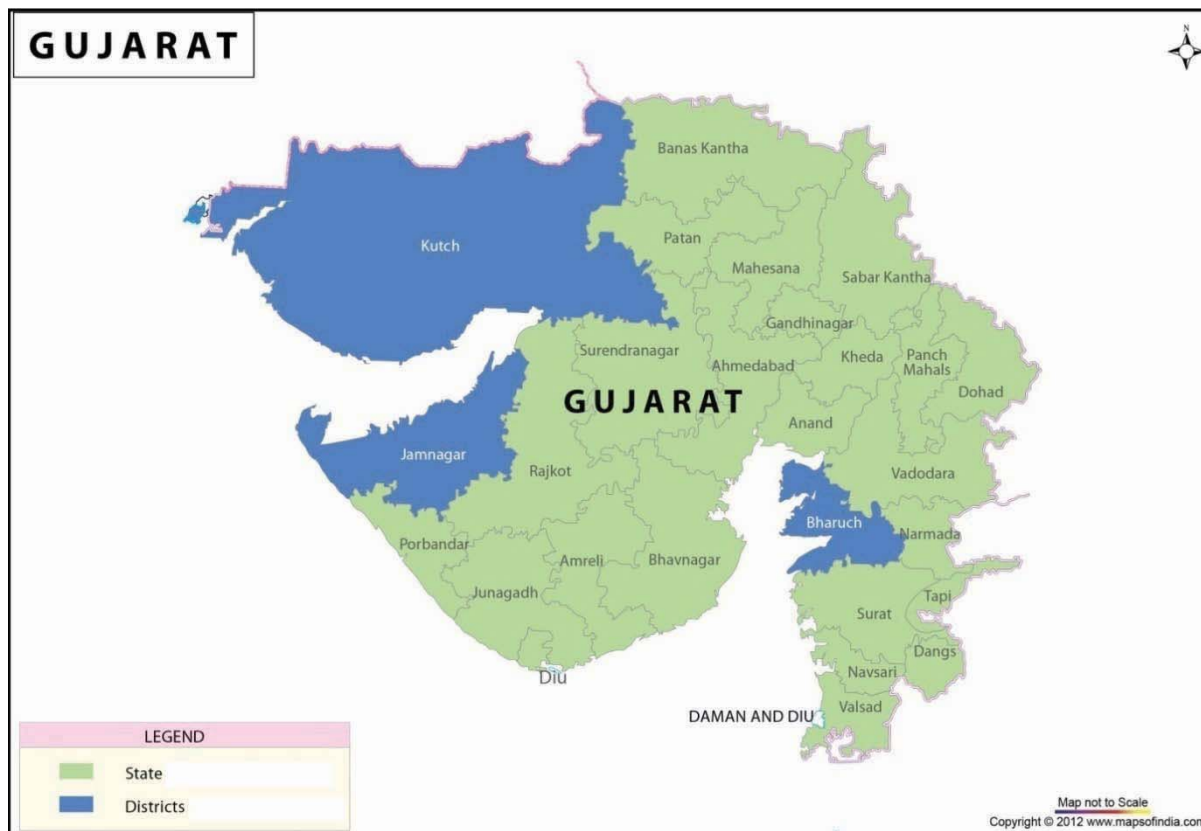 GUJARAT
N
Banas Kantha
Patan
Kutch
Mahesana
Sabar Kantha
Gandhinagar
Surendranagar
Ahmedabad
Kheda
Panch
Mahals
Dohad
GUJARAT
Anand
Jamnagar
Rajkot
Vadodara
Bharuch
Narmada
Porbandar
Amreli
Bhavnagar
Junagadh
Tapi
Surat
Dangs
Diu
Navsari
Valsad
DAMAN AND DIU
LEGEND
State
Districts
Map not to Scale
Copyright © 2012 www.mapsofindia.com